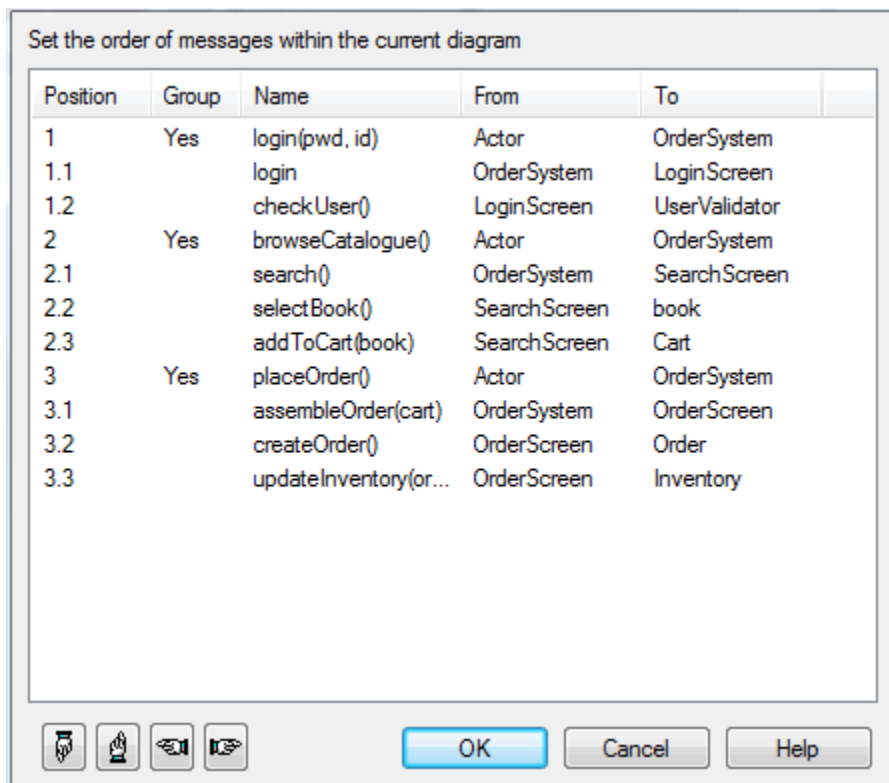 Set the order of messages within the current diagram
Position Group Name From To
1 Yes login(pwd, id) Actor OrderSystem
1.1 login OrderSystem LoginScreen
1.2 checkUser() LoginScreen UserValidator
2 Yes browseCatalogue() Actor OrderSystem
2.1 search() OrderSystem SearchScreen
2.2 selectBook() SearchScreen book
2.3 addToCart(book) SearchScreen Cart
3 Yes placeOrder() Actor OrderSystem
3.1 assembleOrder(cart) OrderSystem OrderScreen
3.2 createOrder() OrderScreen Order
3.3 updateInventory(or... OrderScreen Inventory
OK Cancel Help